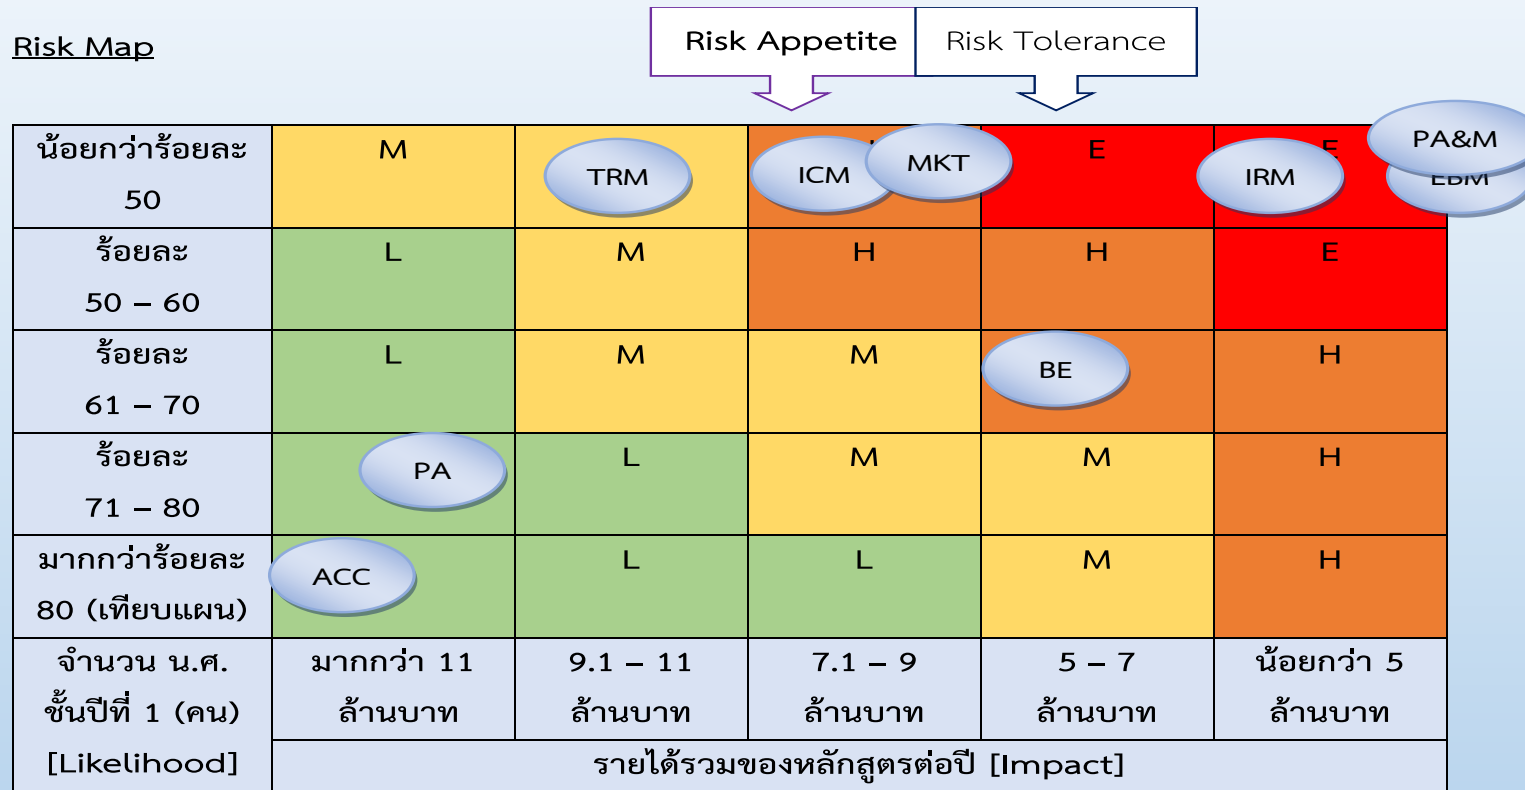 Risk Map
Risk Appetite
Risk Tolerance
น้อยกว่าร้อยละ
50
M
TRM
ICM
MKT
E
IRM
E
PA&M
EBM
ร้อยละ
50 – 60
L
M
H
H
E
ร้อยละ
61 – 70
L
M
M
BE
H
ร้อยละ
71 – 80
PA
L
M
M
H
มากกว่าร้อยละ
80 (เทียบแผน)
ACC
L
L
M
H
จำนวน น.ศ.
ชั้นปีที่ 1 (คน)
[Likelihood]
มากกว่า 11
ล้านบาท
9.1 – 11
ล้านบาท
7.1 – 9
ล้านบาท
5 – 7
ล้านบาท
น้อยกว่า 5
ล้านบาท
รายได้รวมของหลักสูตรต่อปี [Impact]